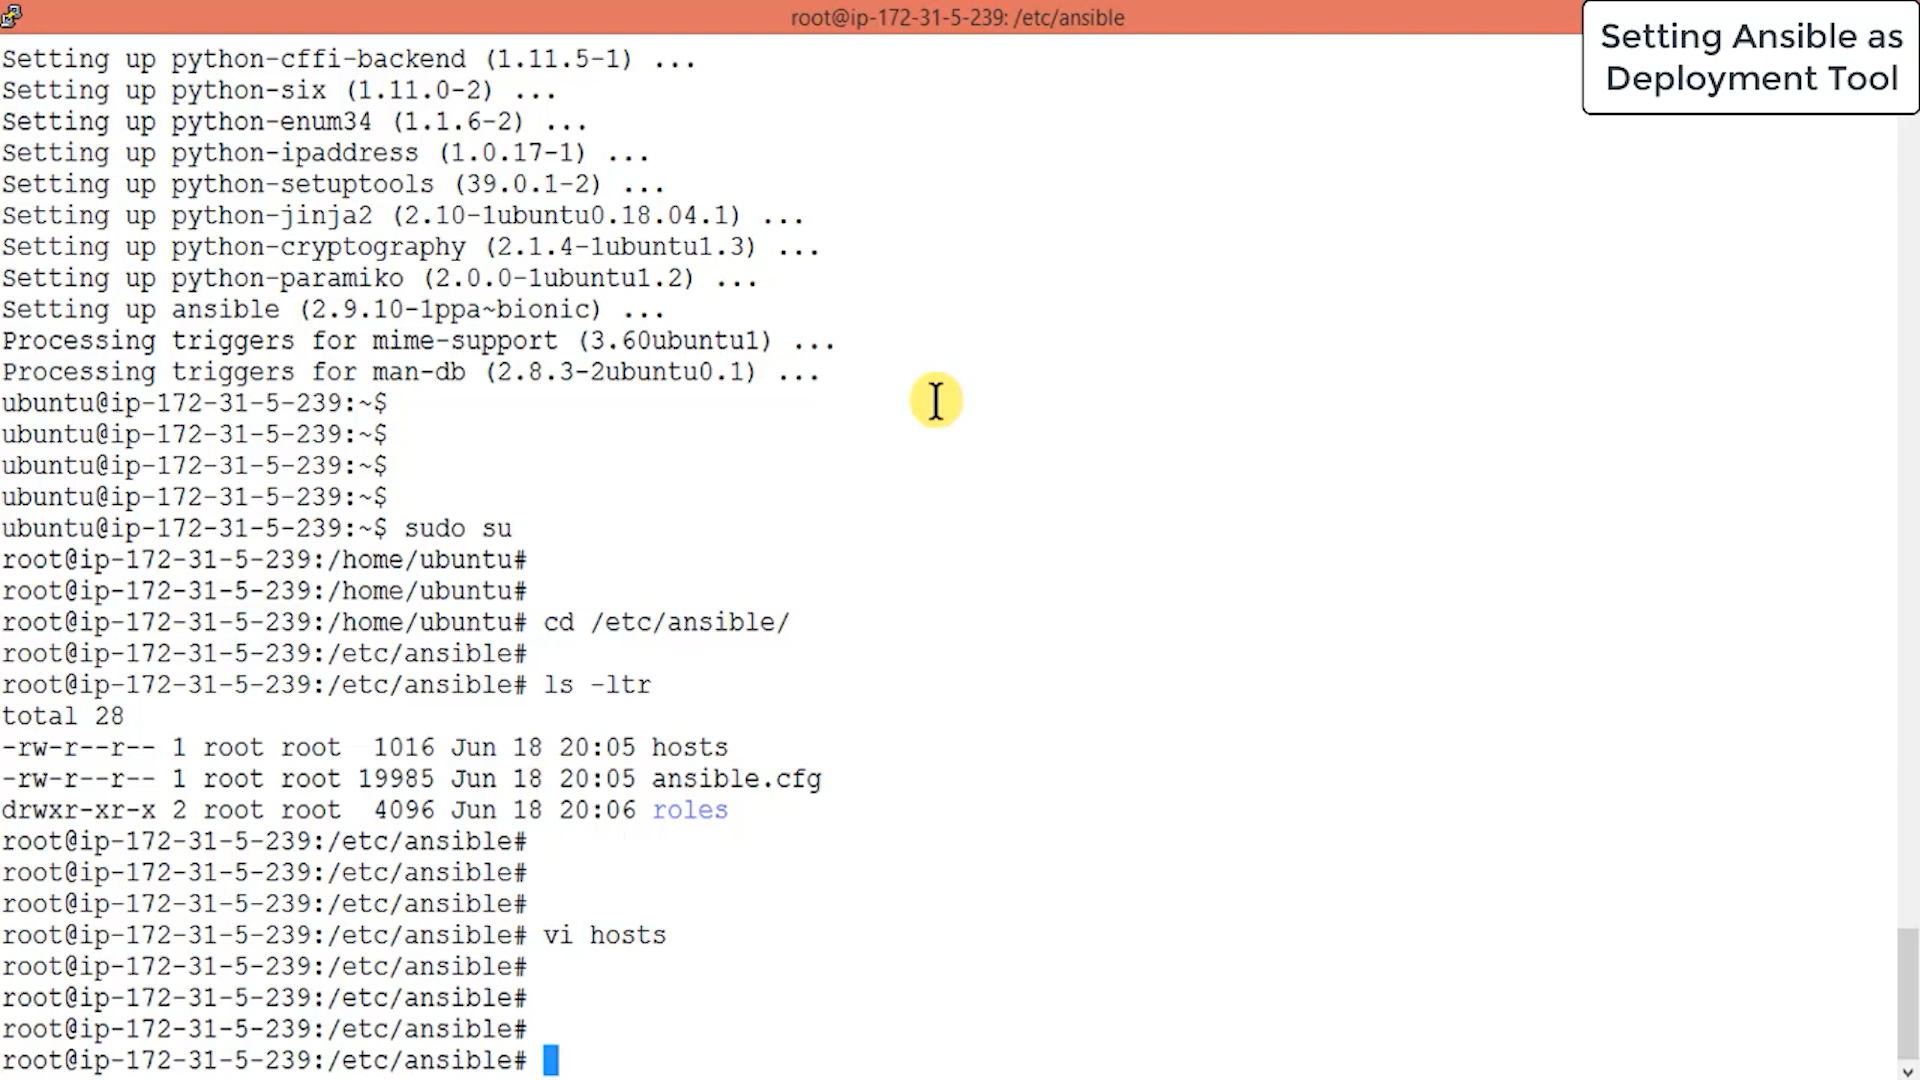 root@ip-172-31-5-239: /etc/ansible
Setting Ansible as
Deployment Tool
Setting up python-cffi-backend (1.11.5-1) ...
Setting up python-six (1.11.0-2) ...
Setting up python-enum34 (1.1.6-2) ...
Setting up python-ipaddress (1.0.17-1) ...
Setting up python-setuptools (39.0.1-2) ...
Setting up python-jinja2 (2.10-1ubuntu0.18.04.1) ...
Setting up python-cryptography (2.1.4-1ubuntu1.3) ...
Setting up python-paramiko (2.0.0-1ubuntu1.2) ...
Setting up ansible (2.9.10-1ppa~bionic) ...
Processing triggers for mime-support (3.60ubuntu1) ...
Processing triggers for man-db (2.8.3-2ubuntu0.1) ...
ubuntu@ip-172-31-5-239:~$
ubuntu@ip-172-31-5-239:~$
ubuntu@ip-172-31-5-239:~$
ubuntu@ip-172-31-5-239:~$
ubuntu@ip-172-31-5-239:~$ sudo su
root@ip-172-31-5-239:/home/ubuntu#
root@ip-172-31-5-239:/home/ubuntu#
root@ip-172-31-5-239:/home/ubuntu# cd /etc/ansible/
root@ip-172-31-5-239:/etc/ansible#
root@ip-172-31-5-239:/etc/ansible# ls -ltr
total 28
-rw-r--r-- 1 root root  1016 Jun 18 20:05 hosts
-rw-r--r-- 1 root root 19985 Jun 18 20:05 ansible.cfg
drwxr-xr-x 2 root root  4096 Jun 18 20:06 roles
root@ip-172-31-5-239:/etc/ansible#
root@ip-172-31-5-239:/etc/ansible#
root@ip-172-31-5-239:/etc/ansible#
root@ip-172-31-5-239:/etc/ansible# vi hosts
root@ip-172-31-5-239:/etc/ansible#
root@ip-172-31-5-239:/etc/ansible#
root@ip-172-31-5-239:/etc/ansible#
root@ip-172-31-5-239:/etc/ansible#